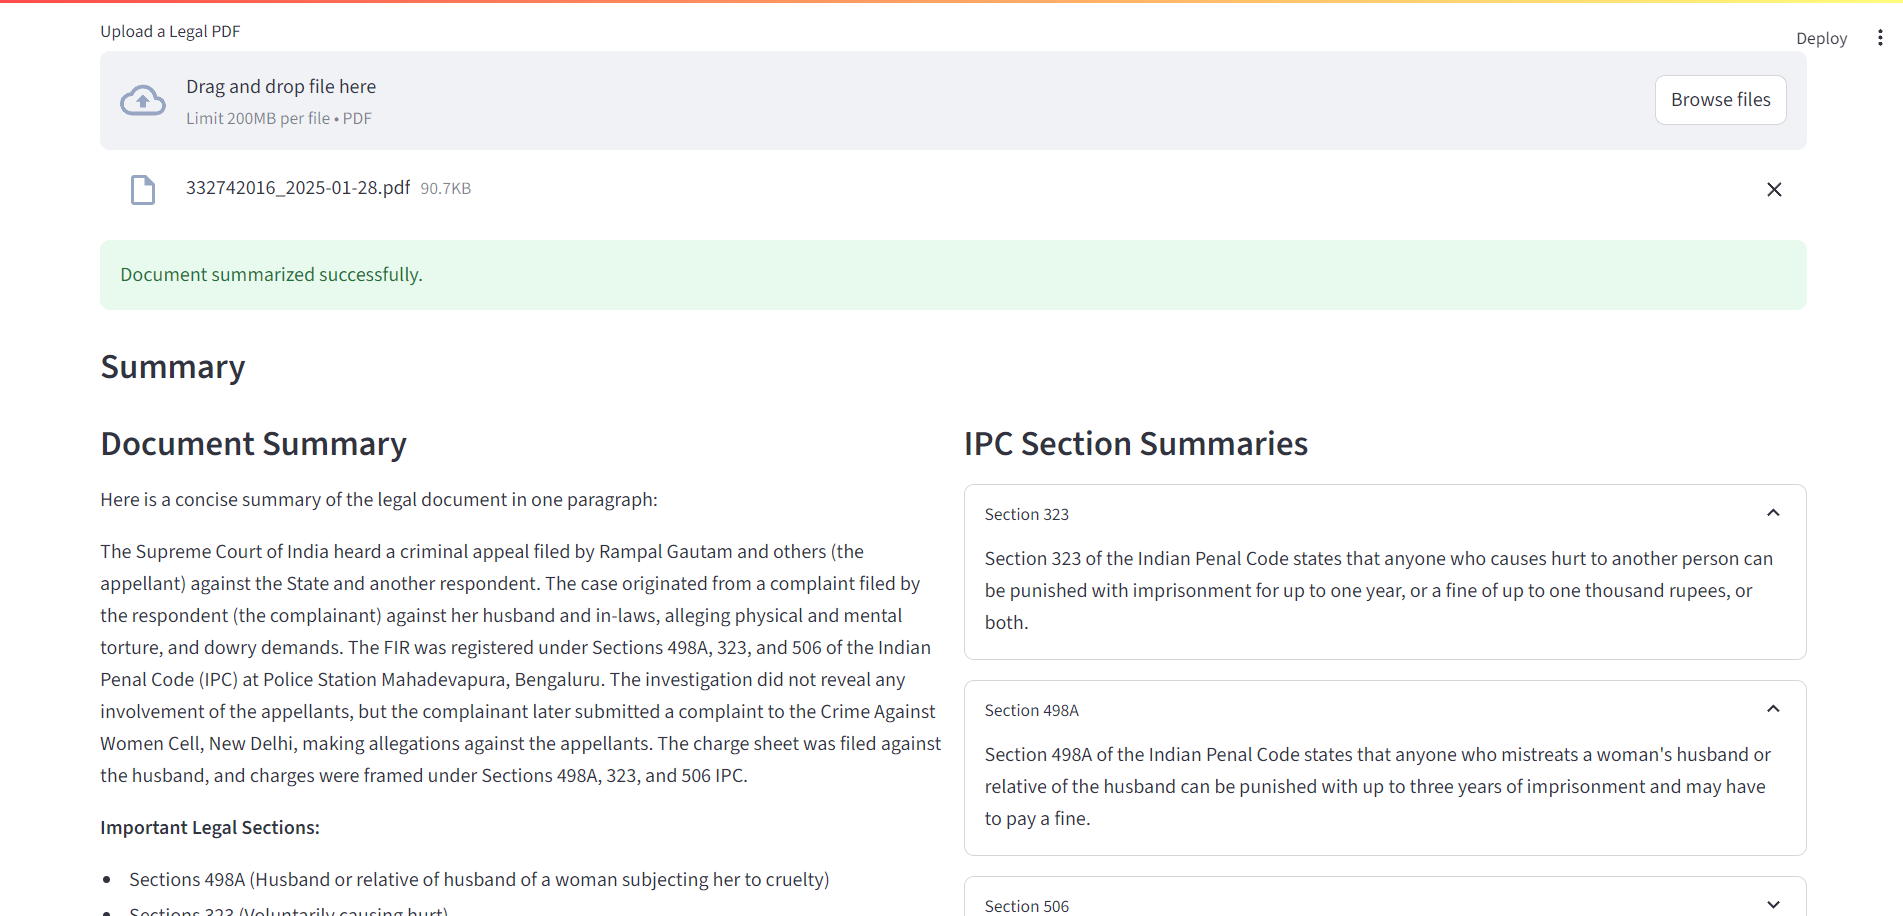 Upload a Legal PDF
Deploy
Drag and drop file here
Limit 200MB per file • PDF
Browse files
332742016_2025-01-28.pdf 90.7KB
Document summarized successfully.
Summary
Document Summary
Here is a concise summary of the legal document in one paragraph:
The Supreme Court of India heard a criminal appeal filed by Rampal Gautam and others (the
appellant) against the State and another respondent. The case originated from a complaint filed by
the respondent (the complainant) against her husband and in-laws, alleging physical and mental
torture, and dowry demands. The FIR was registered under Sections 498A, 323, and 506 of the Indian
Penal Code (IPC) at Police Station Mahadevapura, Bengaluru. The investigation did not reveal any
involvement of the appellants, but the complainant later submitted a complaint to the Crime Against
Women Cell, New Delhi, making allegations against the appellants. The charge sheet was filed against
the husband, and charges were framed under Sections 498A, 323, and 506 IPC.
Important Legal Sections:
• Sections 498A (Husband or relative of husband of a woman subjecting her to cruelty)
• Sections 323 (Voluntarily causing hurt)
IPC Section Summaries
Section 323
Section 323 of the Indian Penal Code states that anyone who causes hurt to another person can
be punished with imprisonment for up to one year, or a fine of up to one thousand rupees, or
both.
Section 498A
Section 498A of the Indian Penal Code states that anyone who mistreats a woman's husband or
relative of the husband can be punished with up to three years of imprisonment and may have
to pay a fine.
Section 506